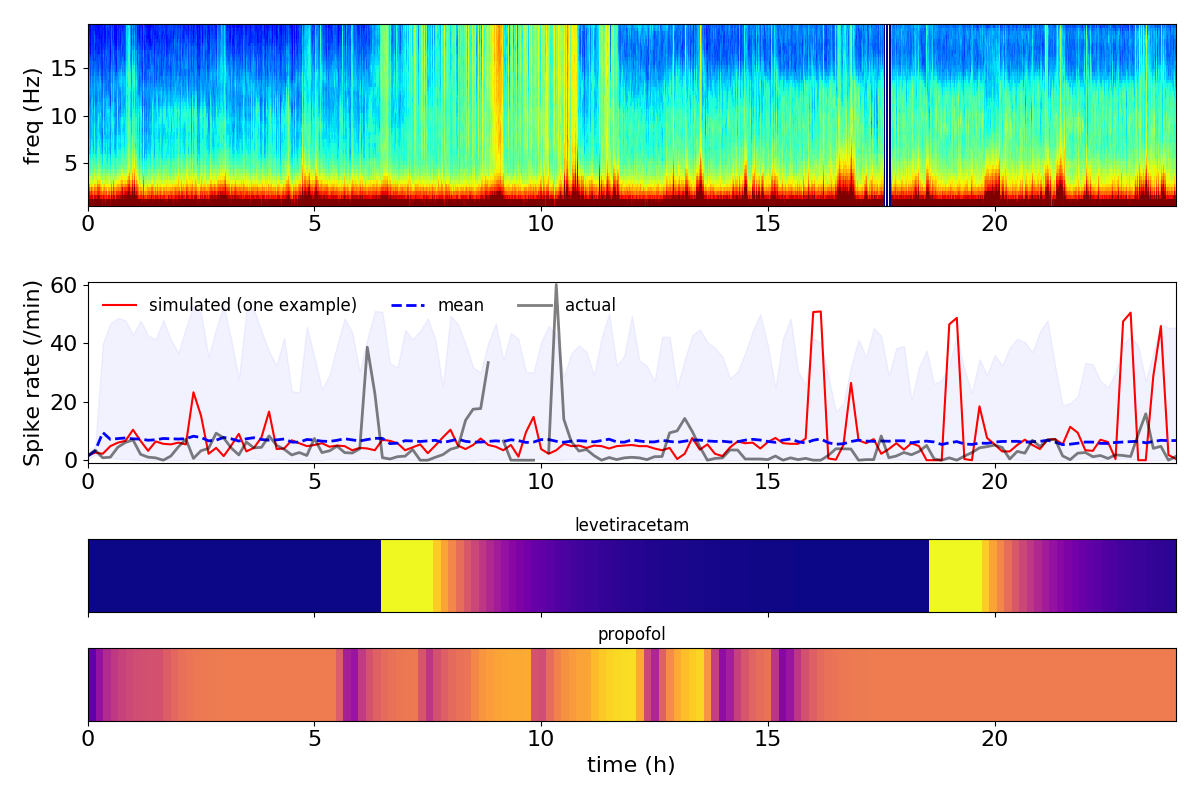 freq (Hz)
15
10
5
0 5 10 15 20
Spike rate (/min)
60
40
20
0
simulated (one example) mean actual
0 5 10 15 20
levetiracetam
propofol
0 5 10 15 20
time (h)